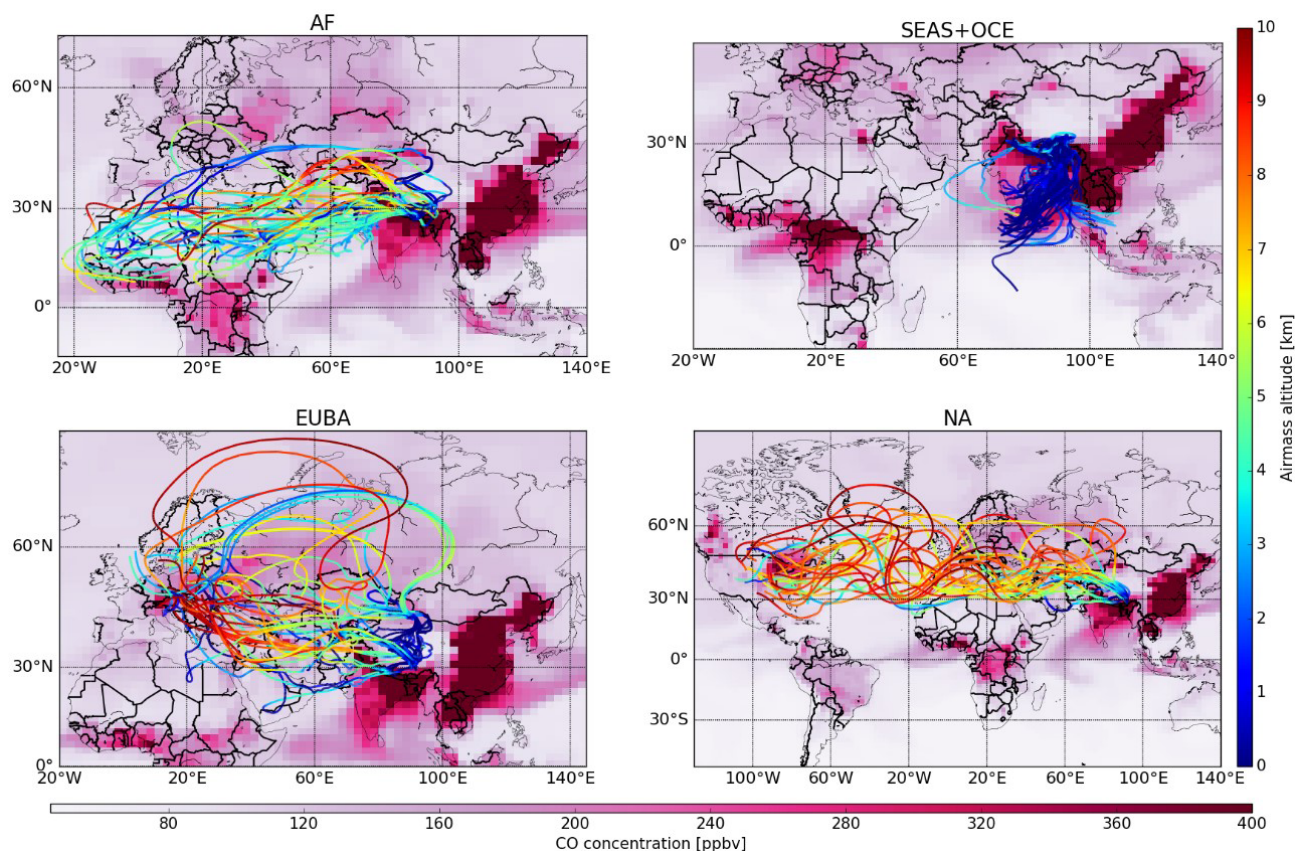 AF
60°N
30°N
0°
20°W 20°E 60°E 100°E 140°E
SEAS+OCE
30°N
0°
20°W 20°E 60°E 100°E 140°E
EUBA
60°N
30°N
0°
20°W 20°E 60°E 100°E 140°E
NA
60°N
30°N
0°
30°S
100°W 60°W 20°W 20°E 60°E 100°E 140°E
10
9
8
7
6
5
4
3
2
1
0
Airmass altitude [km]
80 120 160 200 240 280 320 360 400
CO concentration [ppbv]